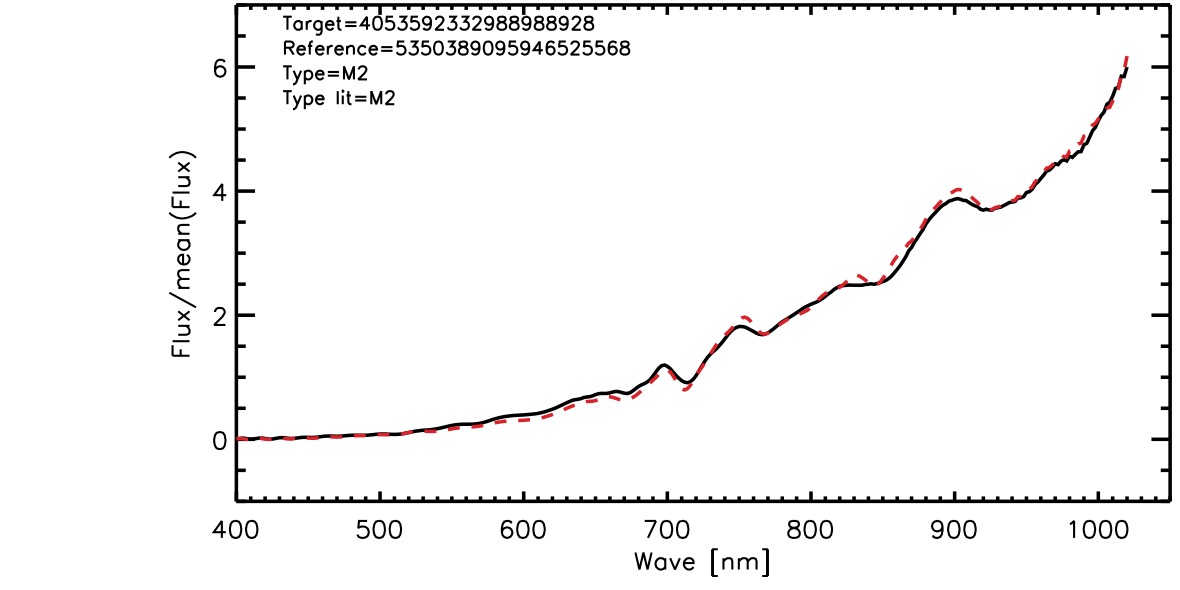 Target=4053592332988988928
Reference=5350389095946525568
Type=M2
Type lit=M2
6
4
2
0
Flux/mean(Flux)
400 500 600 700 800 900 1000
Wave [nm]